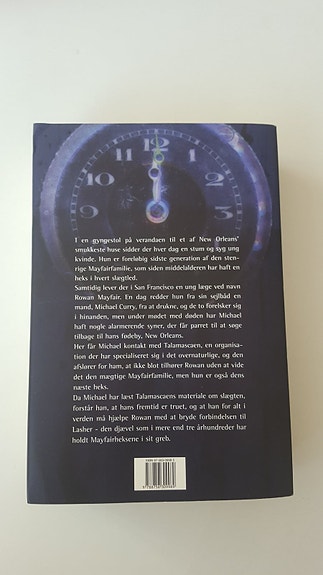 I en gyngestol på verandaen til et af New Orleans'
smukkeste huse sidder der hver dag en stum og syg ung
kvinde. Hun er foreløbig sidste generation af den sten-
rige Mayfairfamilie, som siden middelalderen har haft en
heks i hvert slægtled.
Samtidig lever der i San Francisco en ung læge ved navn
Rowan Mayfair. En dag redder hun fra sin sejlbåd en
mand, Michael Curry, fra at drukne, og de to forelsker sig
i hinanden, men under mødet med døden har Michael
haft nogle alarmerende syner, der får parret til at søge
tilbage til hans fødeby, New Orleans.
Her får Michael kontakt med Talamascaen, en organisa-
tion der har specialiseret sig i det overnaturlige, og den
afslører for ham, at ikke blot tilhører Rowan uden at vide
det den mægtige Mayfairfamilie, men hun er også dens
næste heks.
Da Michael har læst Talamascaens materiale om slægten,
forstår han, at hans fremtid er truet, og at han for alt i
verden må hjælpe Rowan med at bryde forbindelsen til
Lasher - den djævel som i mere end tre århundreder har
holdt Mayfairheksene i sit greb.